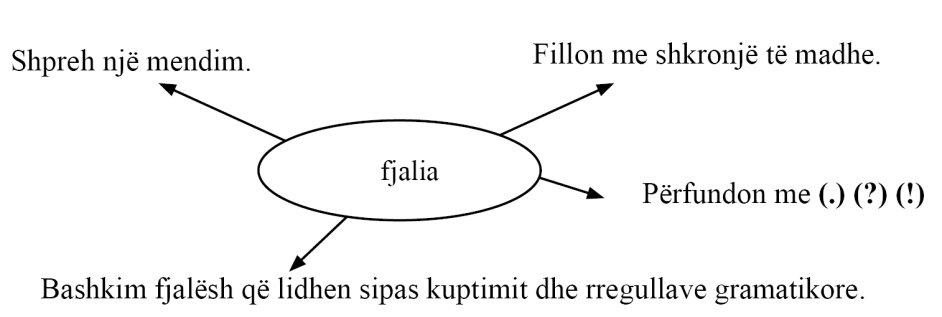 Shpreh një mendim.
Fillon me shkronjë të madhe.
fjalia
Përfundon me (.) (?) (!)
Bashkim fjalësh që lidhen sipas kuptimit dhe rregullave gramatikore.